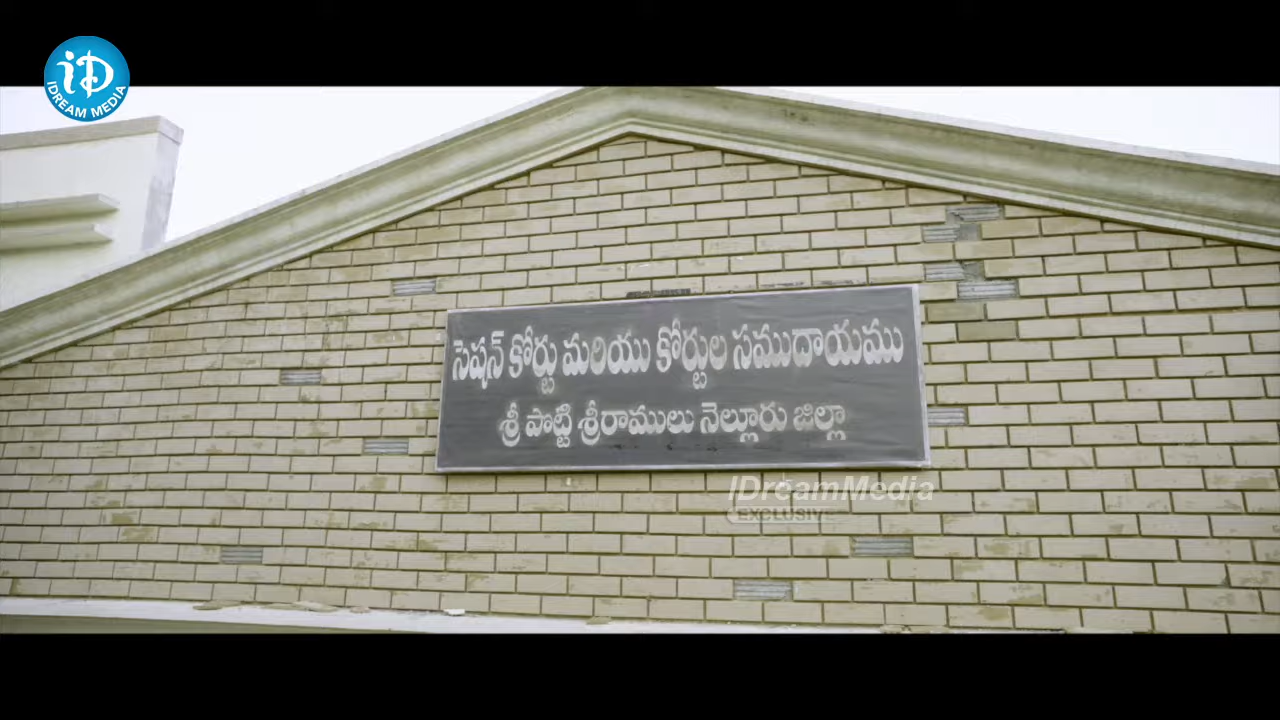 iD
IDREAM MEDIA
సెషన్ కోర్టు మరియు కోర్టుల సముదాయము
శ్రీ పొట్టి శ్రీరాములు నెల్లూరు జిల్లా
IDreamMedia
EXCLUSIVE